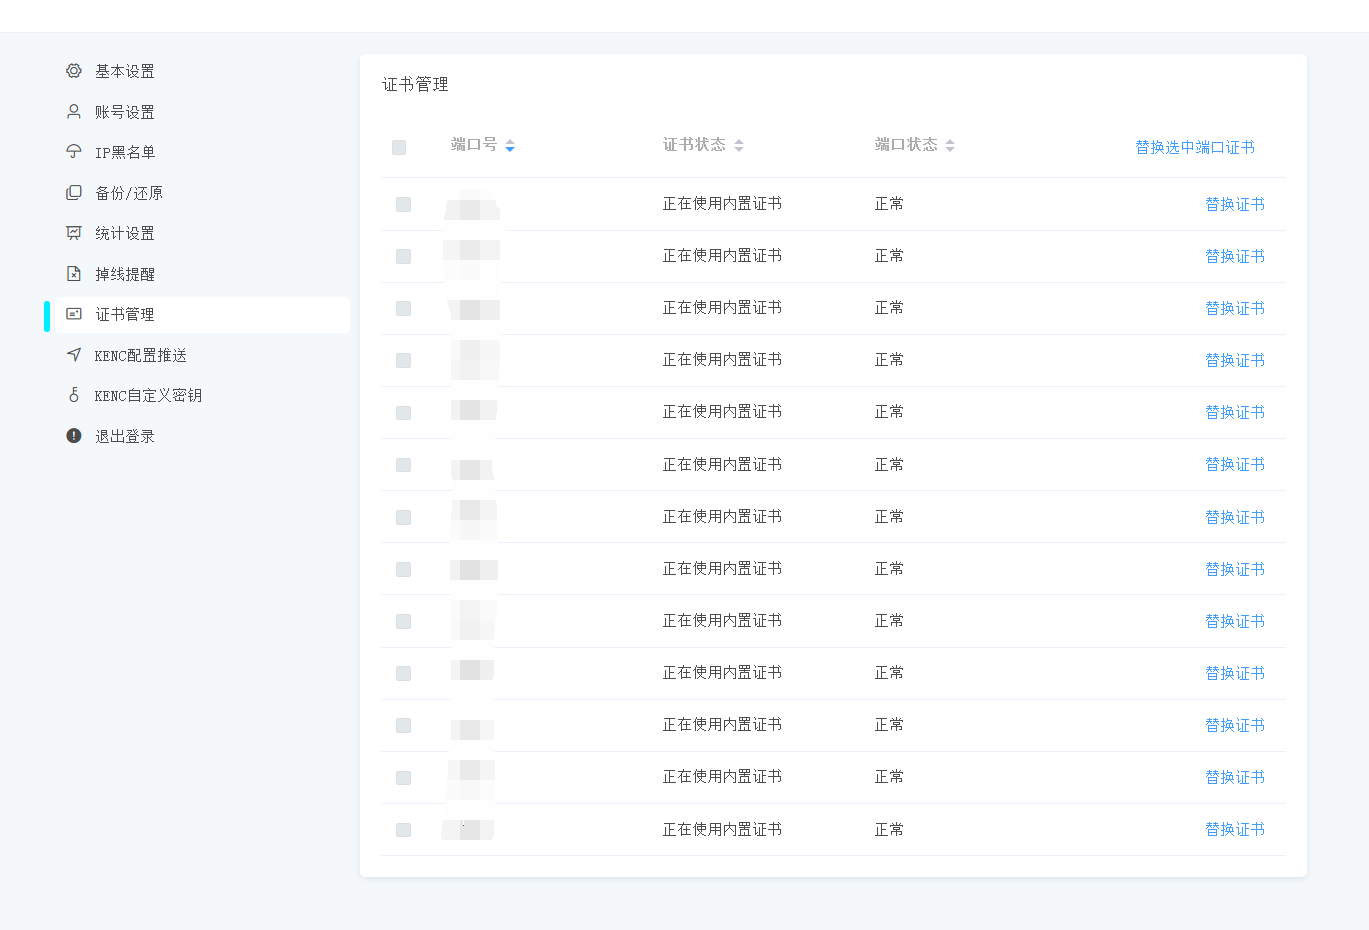 基本设置
账号设置
IP黑名单
备份/还原
统计设置
掉线提醒
证书管理
KENC配置推送
KENC自定义密钥
退出登录
证书管理
端口号 证书状态 端口状态 替换选中端口证书
正在使用内置证书 正常 替换证书
正在使用内置证书 正常 替换证书
正在使用内置证书 正常 替换证书
正在使用内置证书 正常 替换证书
正在使用内置证书 正常 替换证书
正在使用内置证书 正常 替换证书
正在使用内置证书 正常 替换证书
正在使用内置证书 正常 替换证书
正在使用内置证书 正常 替换证书
正在使用内置证书 正常 替换证书
正在使用内置证书 正常 替换证书
正在使用内置证书 正常 替换证书
正在使用内置证书 正常 替换证书